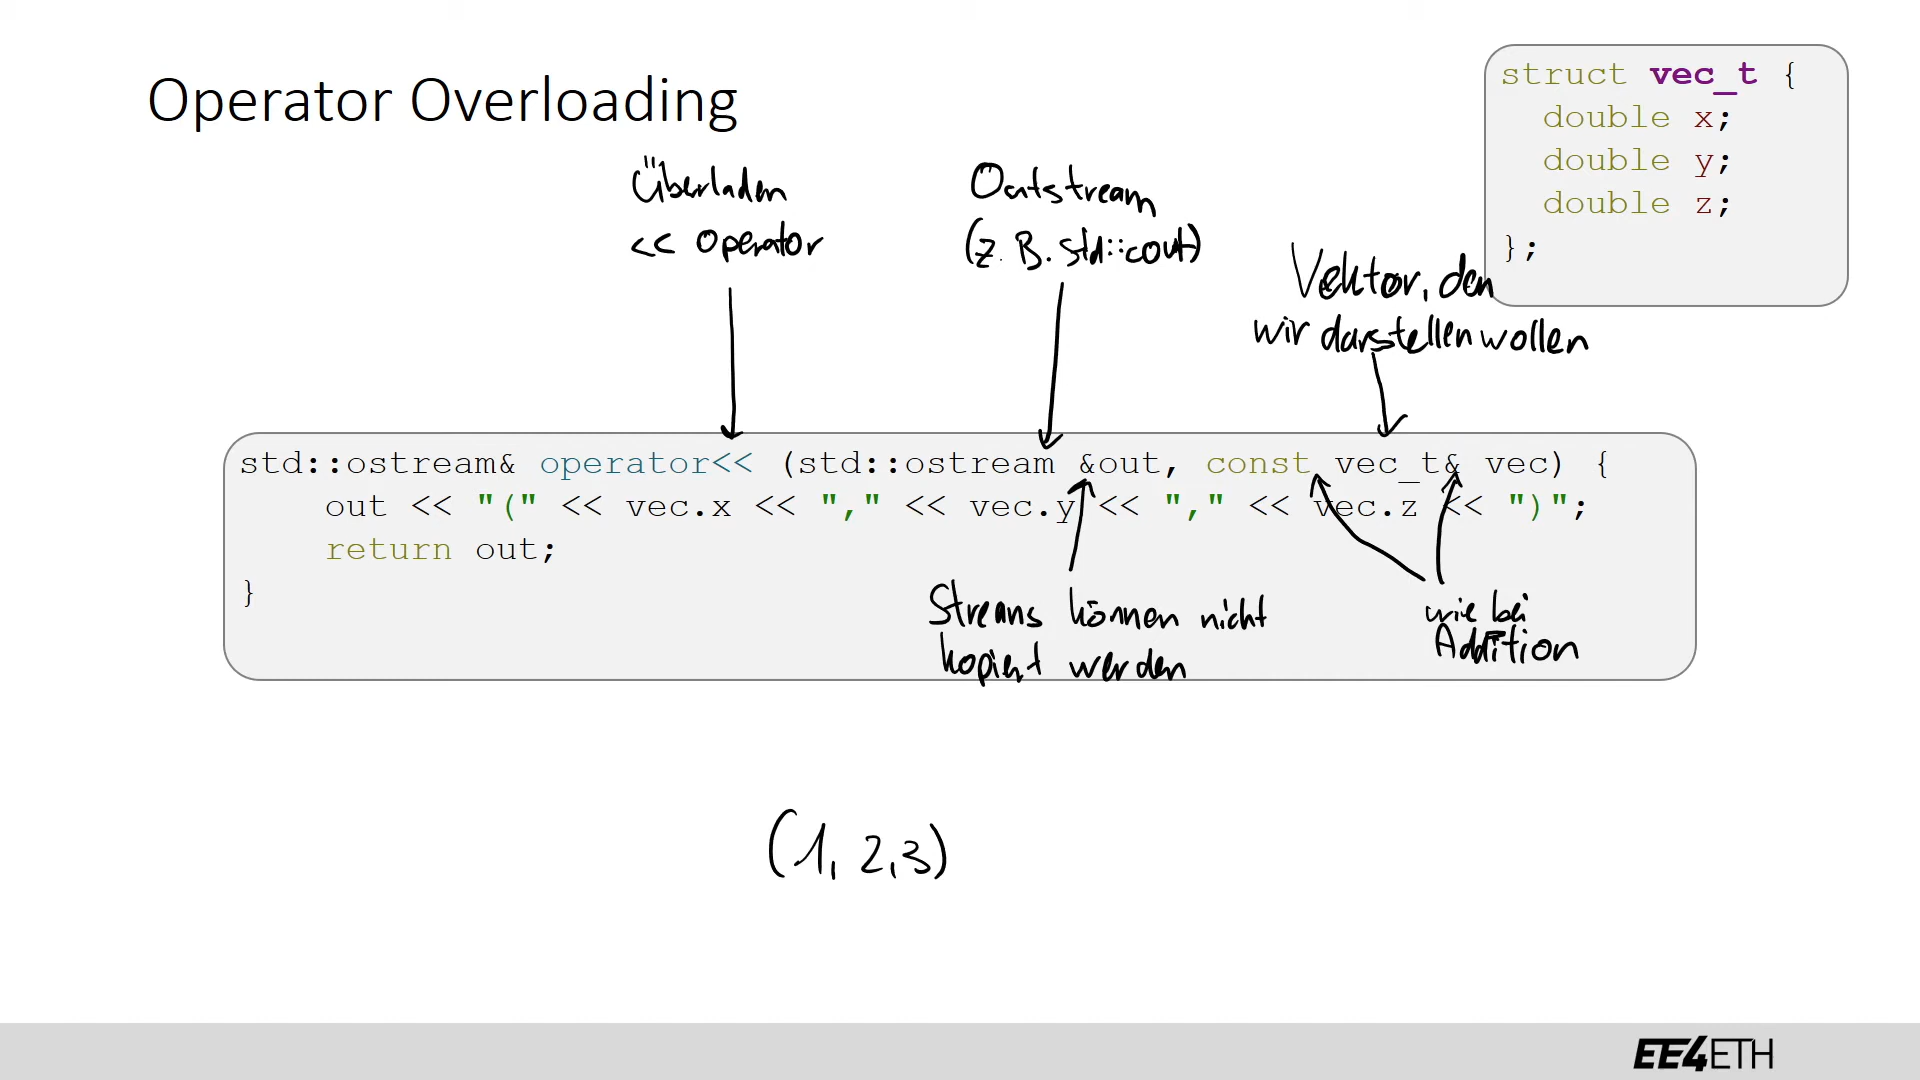 Operator Overloading
struct vec_t {
double x;
double y;
double z;
};
Überladen
<< Operator
Outstream
(z.B. std::cout)
Vektor, den
wir darstellen wollen
std::ostream& operator<< (std::ostream &out, const vec_t& vec) {
out << "(" << vec.x << "," << vec.y << "," << vec.z << ")";
return out;
}
Streams können nicht
kopiert werden
wie bei
Addition
(1, 2,3)
EE4ETH